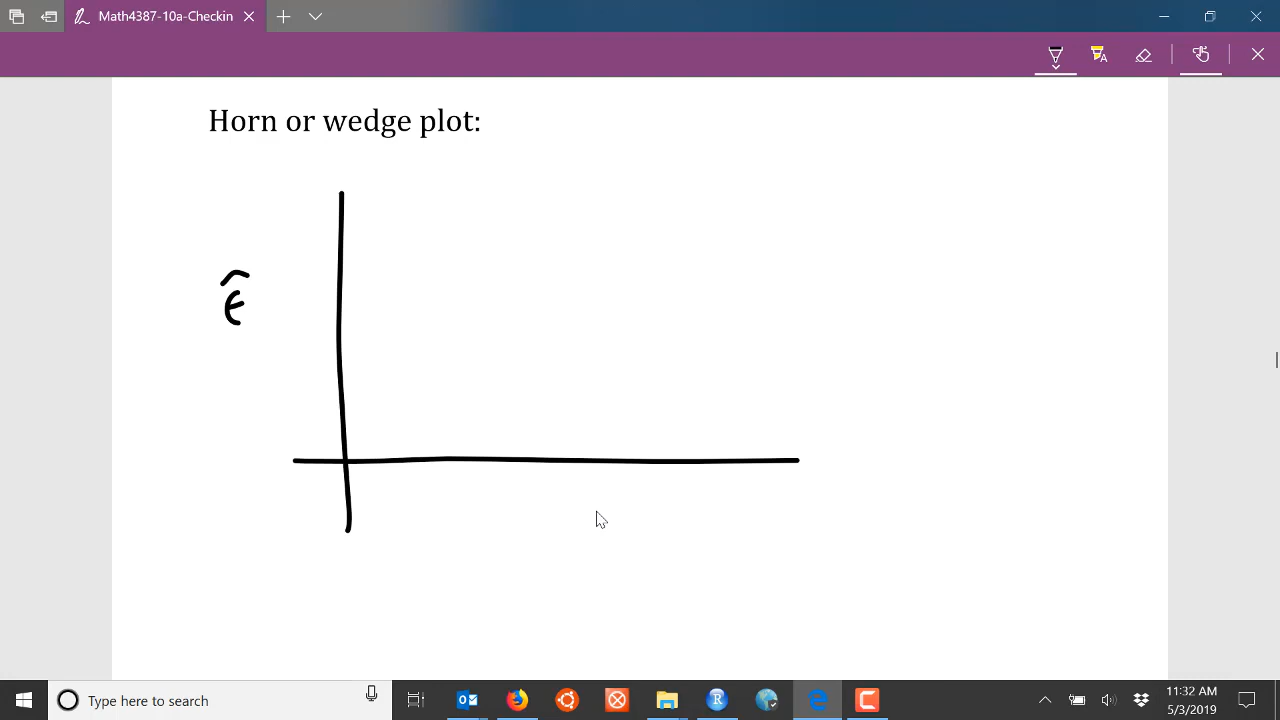 Math4387-10a-Checkin
Horn or wedge plot:
ε̂
Type here to search
11:32 AM
5/3/2019